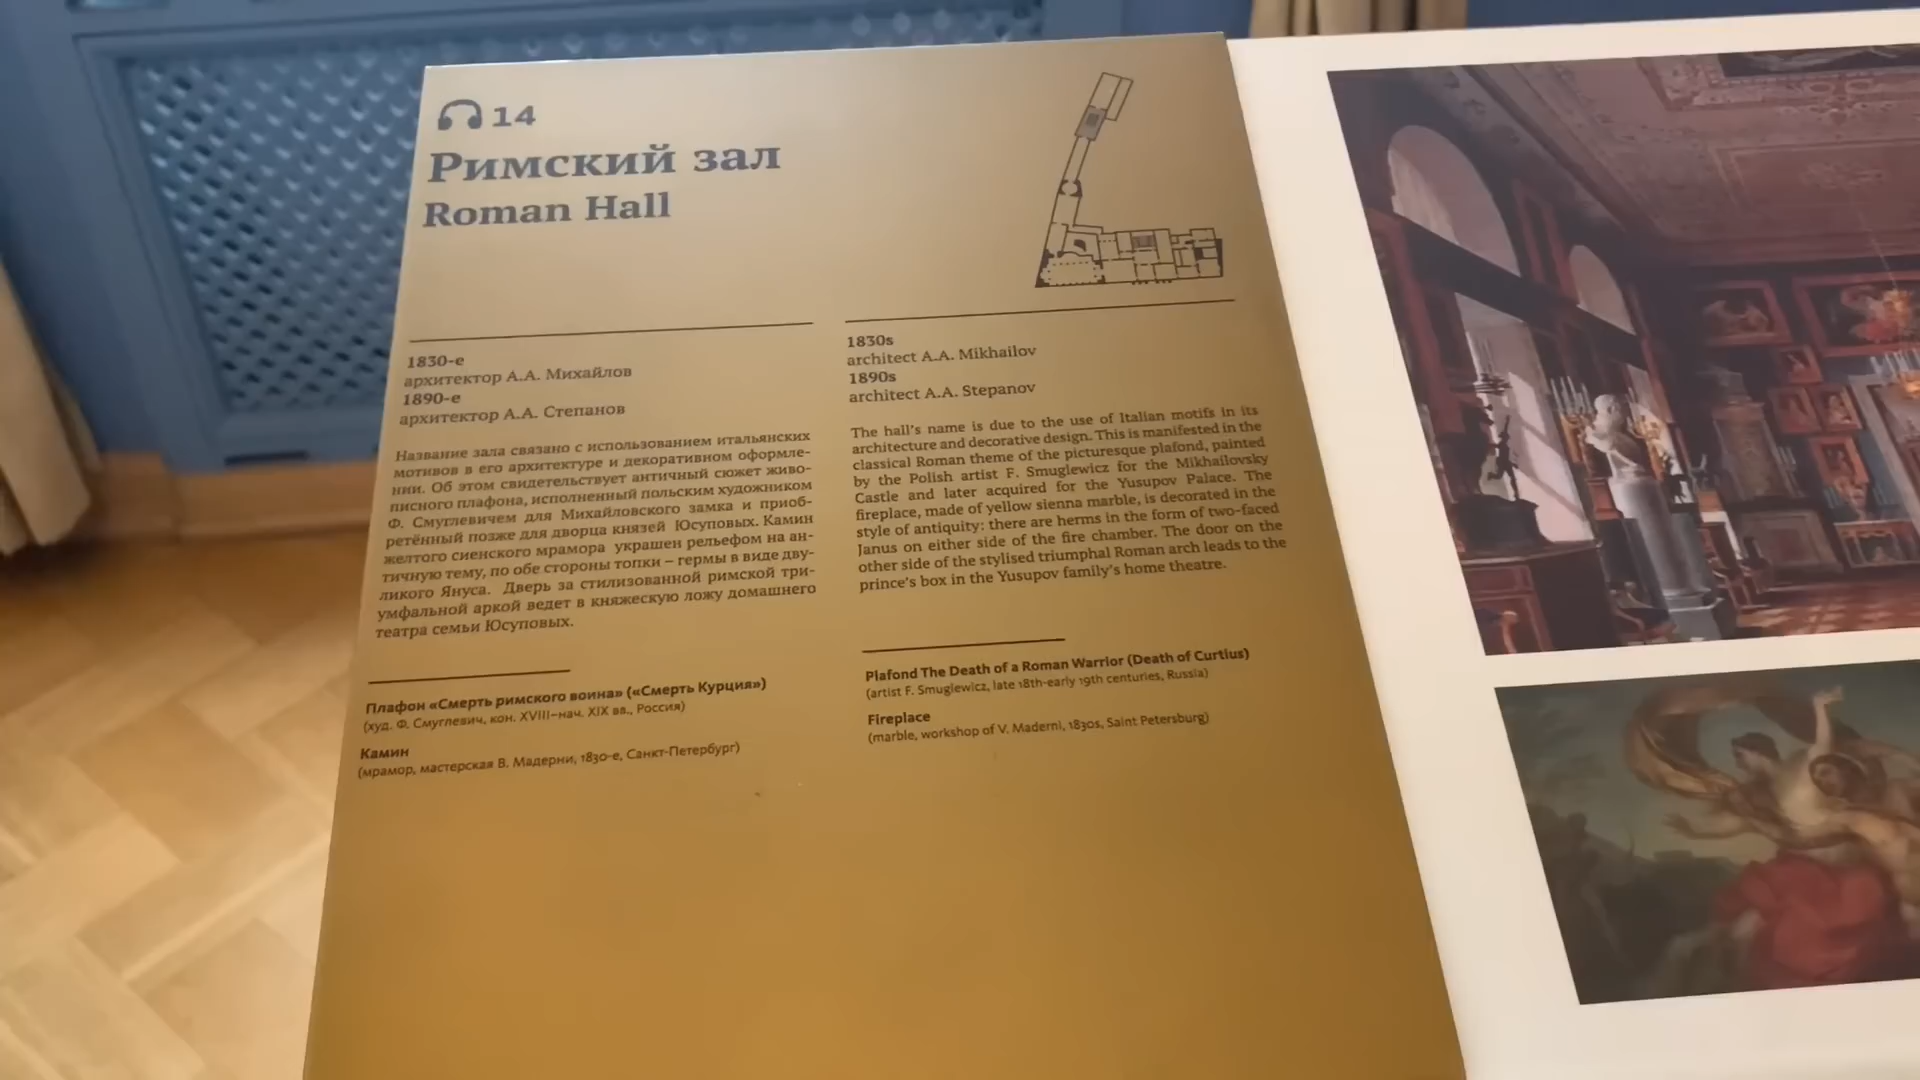 14
Римский зал
Roman Hall
1830-е
архитектор А.А. Михайлов
1890-е
архитектор А.А. Степанов
Название зала связано с использованием итальянских
мотивов в его архитектуре и декоративном оформле-
нии. Об этом свидетельствует античный сюжет живо-
писного плафона, исполненный польским художником
Ф. Смуглевичем для Михайловского замка и приоб-
ретённый позже для дворца князей Юсуповых. Камин
желтого сиенского мрамора украшен рельефом на ан-
тичную тему, по обе стороны топки – гермы в виде дву-
ликого Януса. Дверь за стилизованной римской три-
умфальной аркой ведет в княжескую ложу домашнего
театра семьи Юсуповых.
Плафон «Смерть римского воина» («Смерть Курция»)
(худ. Ф. Смуглевич, кон. XVIII–нач. XIX вв., Россия)
Камин
(мрамор, мастерская В. Мадерни, 1830-е, Санкт-Петербург)
1830s
architect A.A. Mikhailov
1890s
architect A.A. Stepanov
The hall's name is due to the use of Italian motifs in its
architecture and decorative design. This is manifested in the
classical Roman theme of the picturesque plafond, painted
by the Polish artist F. Smuglewicz for the Mikhailovsky
Castle and later acquired for the Yusupov Palace. The
fireplace, made of yellow sienna marble, is decorated in the
style of antiquity: there are herms in the form of two-faced
Janus on either side of the fire chamber. The door on the
other side of the stylised triumphal Roman arch leads to the
prince's box in the Yusupov family's home theatre.
Plafond The Death of a Roman Warrior (Death of Curtius)
(artist F. Smuglewicz, late 18th-early 19th centuries, Russia)
Fireplace
(marble, workshop of V. Maderni, 1830s, Saint Petersburg)